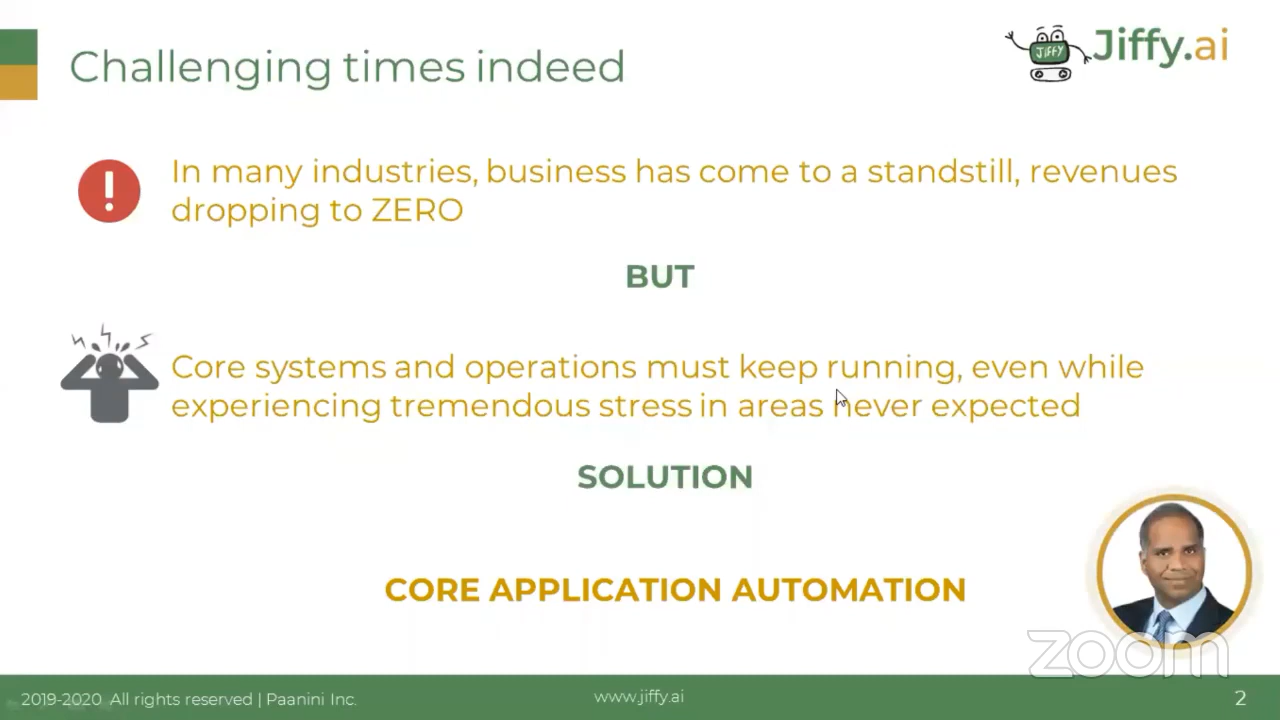 Challenging times indeed
JIFFY
Jiffy.ai
In many industries, business has come to a standstill, revenues
dropping to ZERO
BUT
Core systems and operations must keep running, even while
experiencing tremendous stress in areas never expected
SOLUTION
CORE APPLICATION AUTOMATION
zoom
2019-2020 All rights reserved | Paanini Inc.
www.jiffy.ai
2